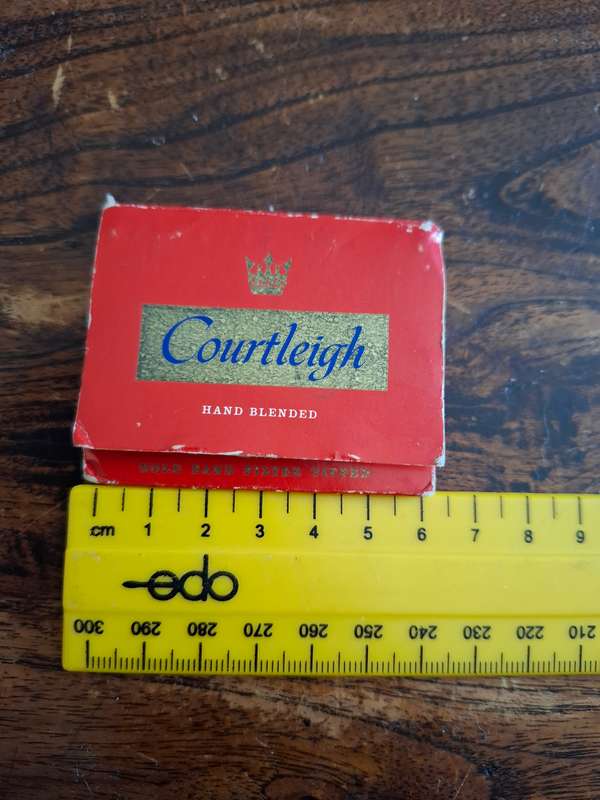 Courtleigh
HAND BLENDED
GOLD BAND FILTER TIPPED
cm 1 2 3 4 5 6 7 8 9
edo
300 290 280 270 260 250 240 230 220 210